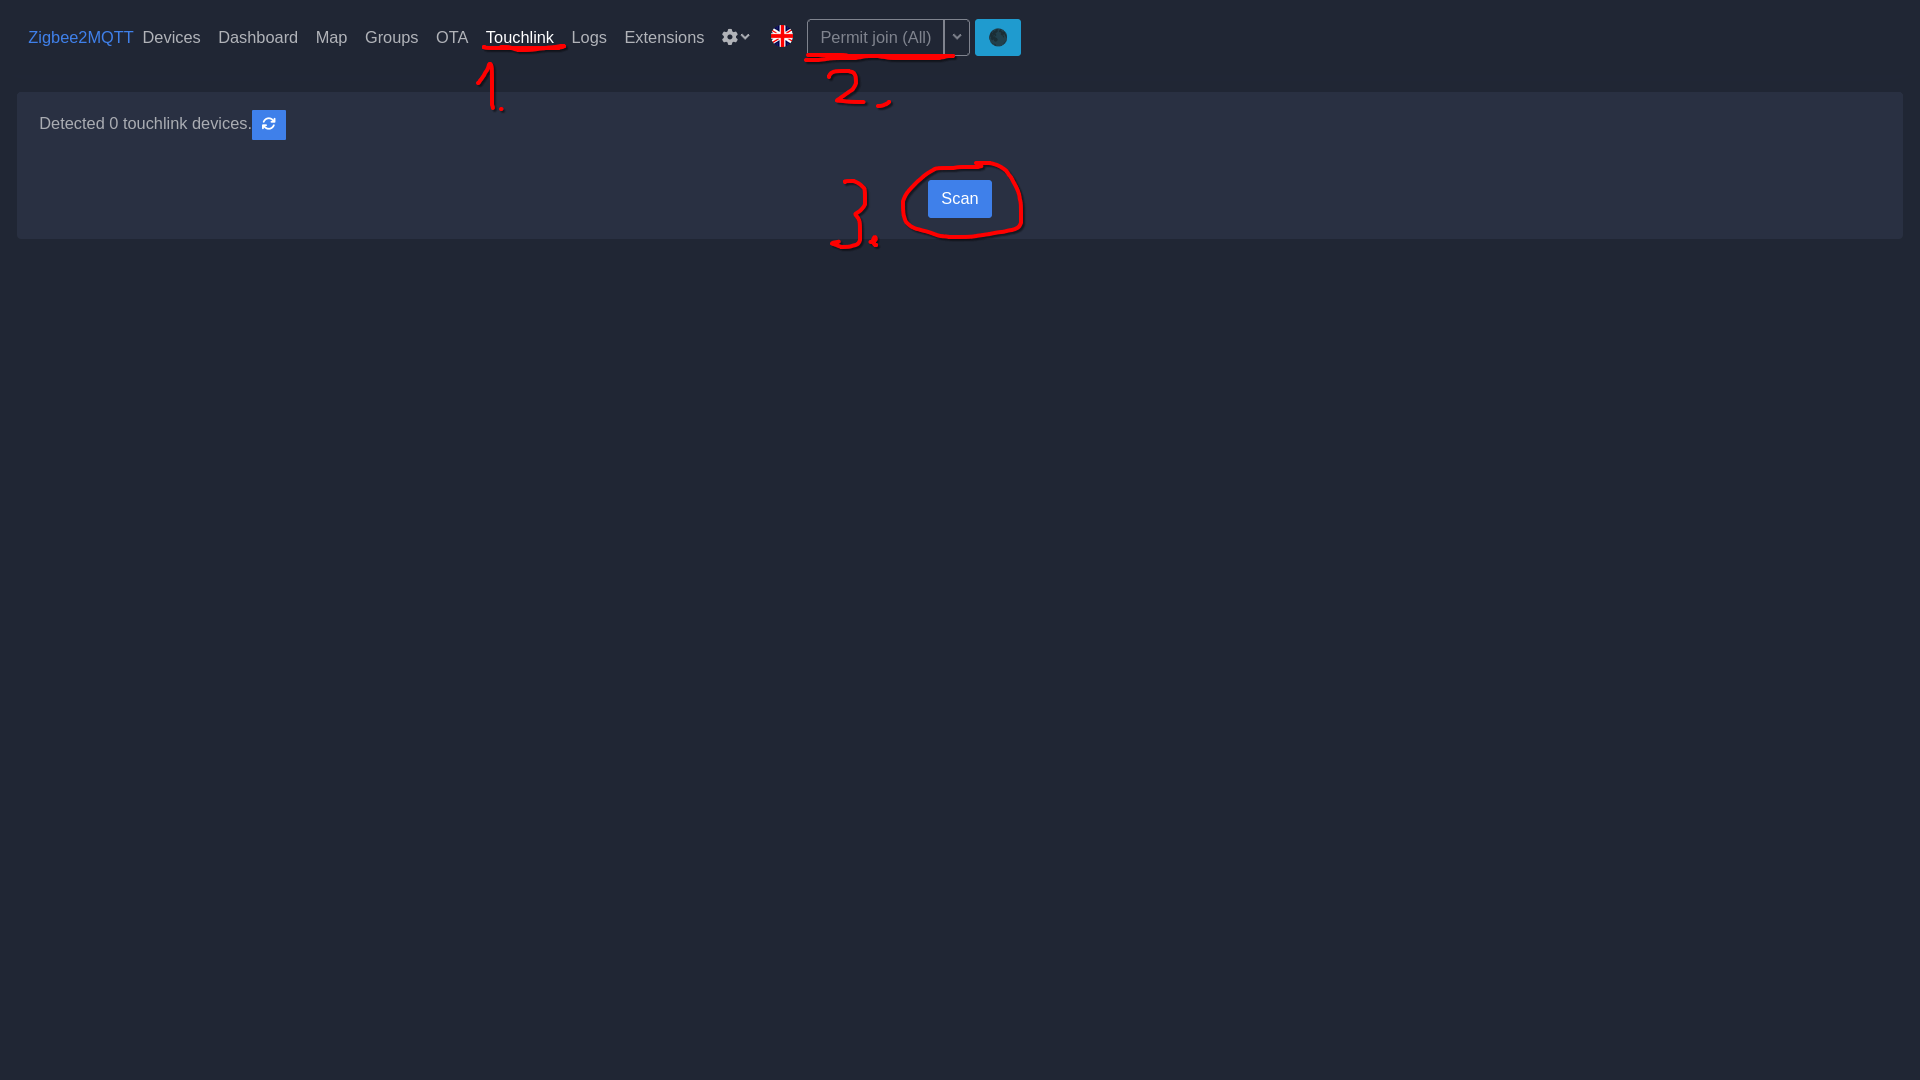 Zigbee2MQTT Devices Dashboard Map Groups OTA Touchlink Logs Extensions Permit join (All)
1. 2.
Detected 0 touchlink devices.
3. Scan